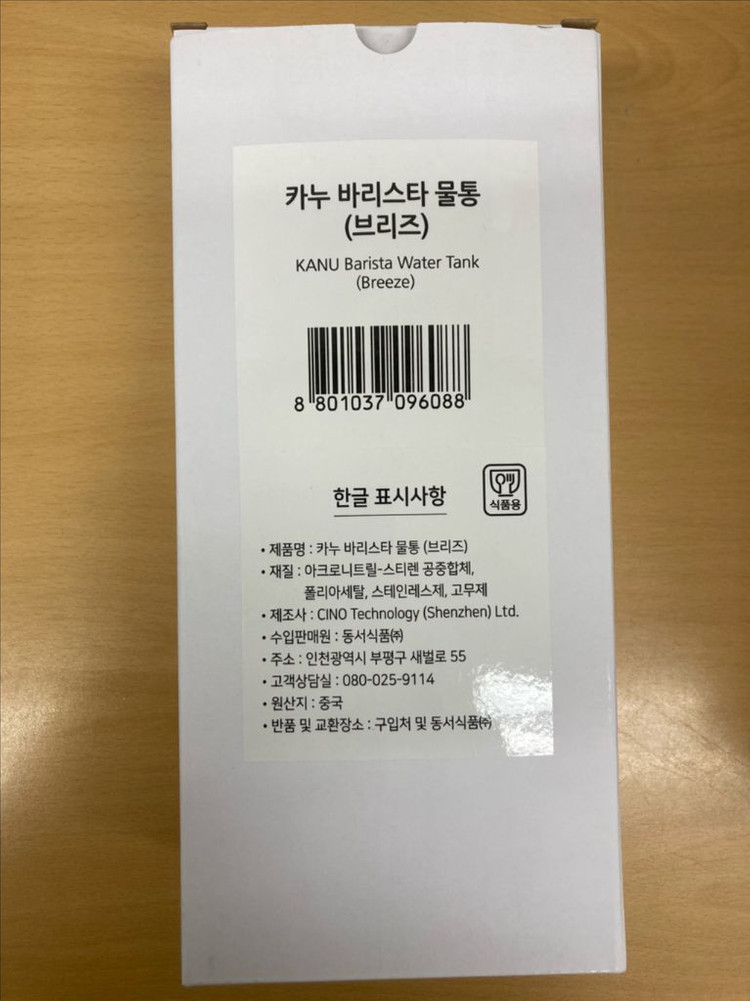 카누 바리스타 물통
(브리즈)
KANU Barista Water Tank
(Breeze)
8 801037 096088
한글 표시사항
식품용
• 제품명 : 카누 바리스타 물통 (브리즈)
• 재질 : 아크로니트릴-스티렌 공중합체,
폴리아세탈, 스테인레스제, 고무제
• 제조사 : CINO Technology (Shenzhen) Ltd.
• 수입판매원 : 동서식품㈜
• 주소 : 인천광역시 부평구 새벌로 55
• 고객상담실 : 080-025-9114
• 원산지 : 중국
• 반품 및 교환장소 : 구입처 및 동서식품㈜